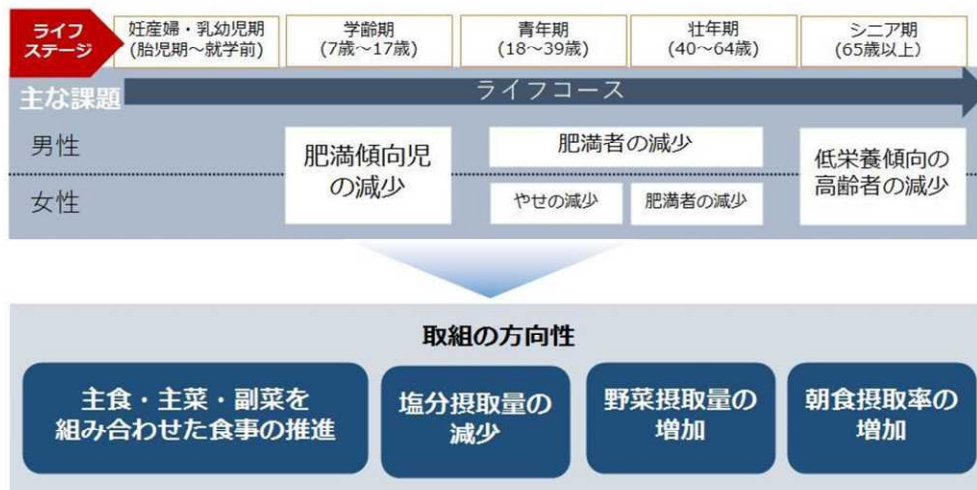 ライフ
ステージ
妊産婦・乳幼児期
(胎児期～就学前)
学齢期
(7歳～17歳)
青年期
(18～39歳)
壮年期
(40～64歳)
シニア期
(65歳以上)
主な課題
ライフコース
男性
肥満傾向児
の減少
肥満者の減少
低栄養傾向の
高齢者の減少
女性
やせの減少
肥満者の減少
取組の方向性
主食・主菜・副菜を
組み合わせた食事の推進
塩分摂取量の
減少
野菜摂取量の
増加
朝食摂取率の
増加